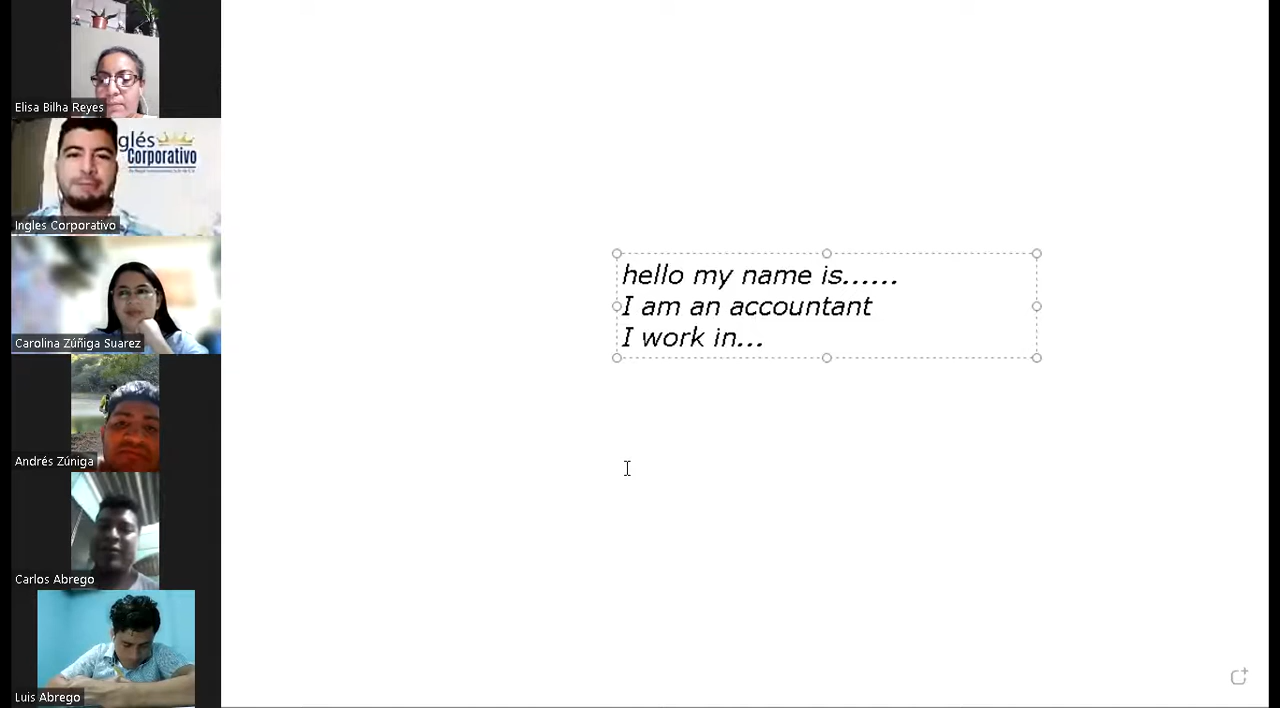 Elisa Bilha Reyes
glés
Corporativo
Ingles Corporativo
Carolina Zúñiga Suarez
Andrés Zúniga
Carlos Abrego
Luis Abrego
hello my name is......
I am an accountant
I work in...